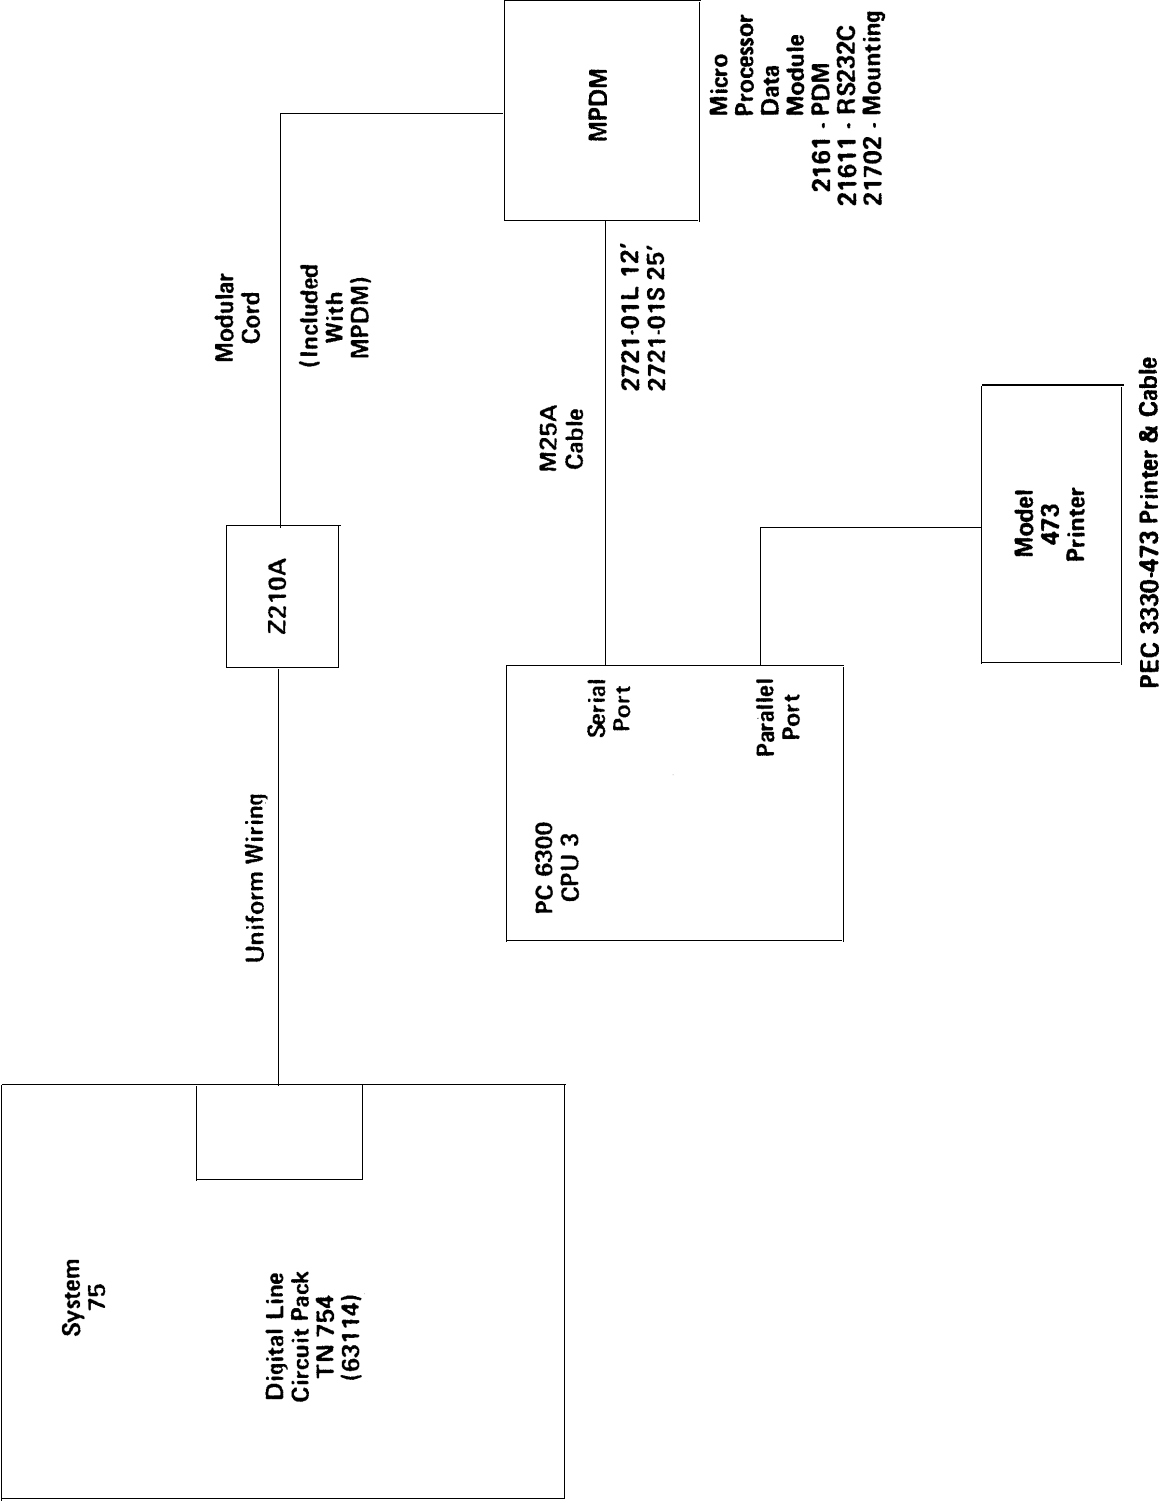 System
75
Digital Line
Circuit Pack
TN 754
(63114)
Uniform Wiring
Z210A
Modular
Cord
(Included
With
MPDM)
MPDM
Micro
Processor
Data
Module
2161 - PDM
21611 - RS232C
21702 - Mounting
M25A
Cable
2721-01L 12′
2721-01S 25′
PC 6300
CPU 3
Serial
Port
Parallel
Port
Model
473
Printer
PEC 3330-473 Printer & Cable